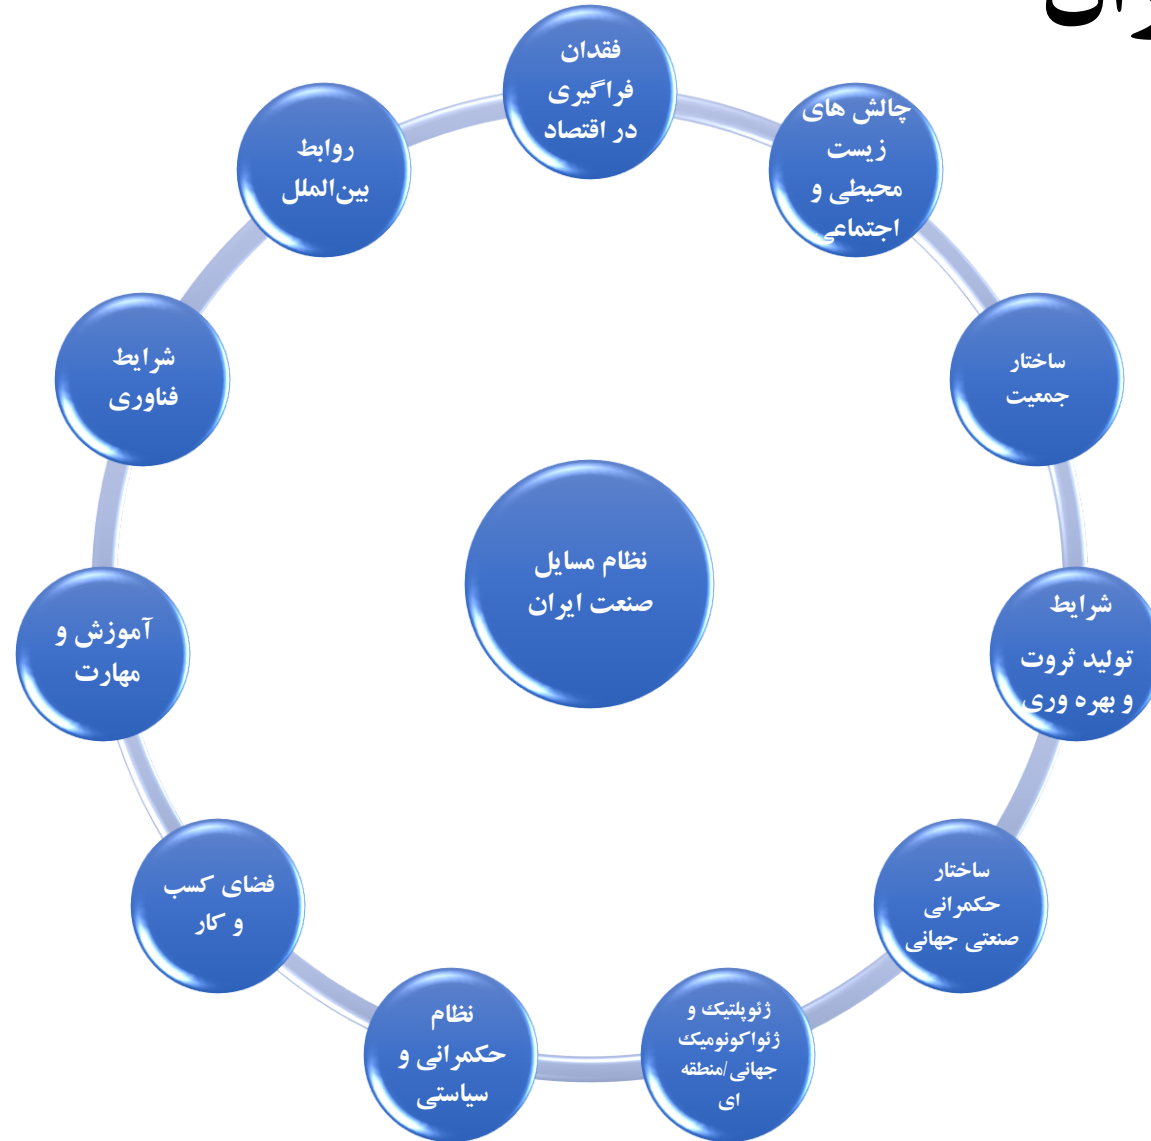 فقدان
فراگیری
در اقتصاد
چالش های
زیست
محیطی و
اجتماعی
ساختار
جمعیت
شرایط
تولید ثروت
و بهره وری
ساختار
حکمرانی
صنعتی جهانی
ژئوپلتیک و
ژئواکونومیک
جهانی/منطقه
ای
نظام
حکمرانی و
سیاستی
فضای کسب
و کار
آموزش و
مهارت
شرایط
فناوری
روابط
بین‌الملل
نظام مسایل
صنعت ایران